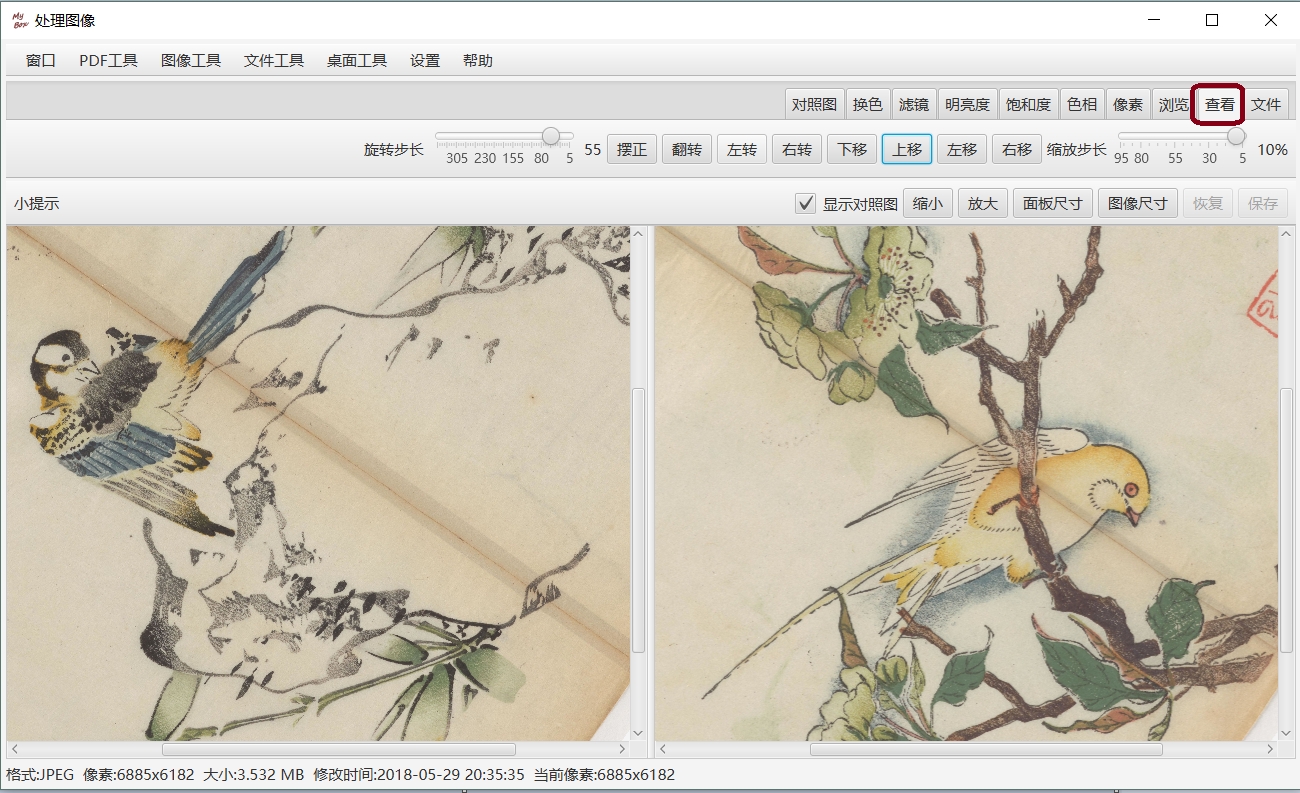 My Box 处理图像
窗口 PDF工具 图像工具 文件工具 桌面工具 设置 帮助
对照图 换色 滤镜 明亮度 饱和度 色相 像素 浏览 查看 文件
旋转步长 305 230 155 80 5 55 摆正 翻转 左转 右转 下移 上移 左移 右移 缩放步长 95 80 55 30 5 10%
小提示 显示对照图 缩小 放大 面板尺寸 图像尺寸 恢复 保存
格式:JPEG 像素:6885x6182 大小:3.532 MB 修改时间:2018-05-29 20:35:35 当前像素:6885x6182